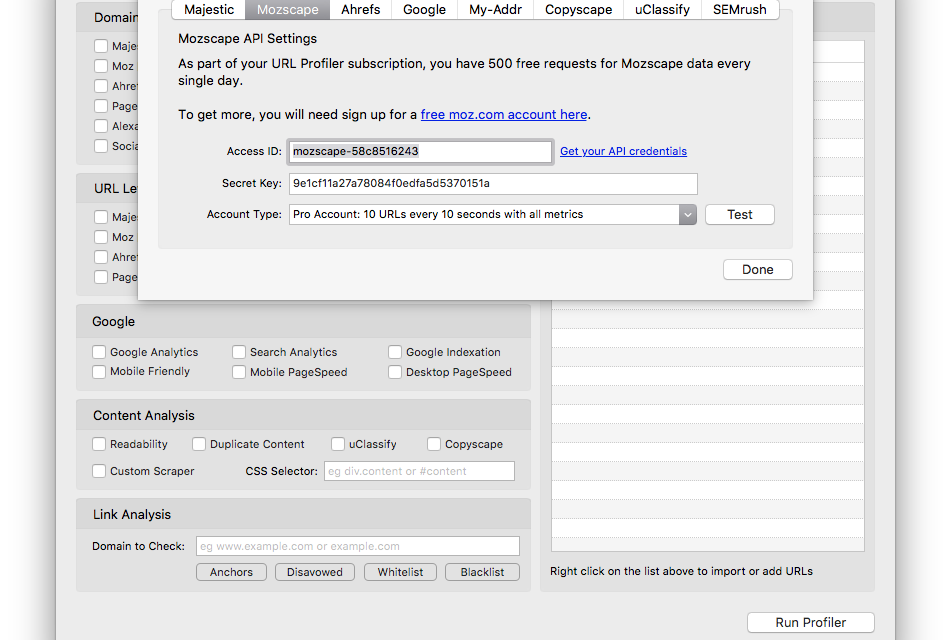 Majestic Mozscape Ahrefs Google My-Addr Copyscape uClassify SEMrush
Mozscape API Settings
As part of your URL Profiler subscription, you have 500 free requests for Mozscape data every
single day.
To get more, you will need sign up for a free moz.com account here.
Access ID: mozscape-58c8516243 Get your API credentials
Secret Key: 9e1cf11a27a78084f0edfa5d5370151a
Account Type: Pro Account: 10 URLs every 10 seconds with all metrics Test
Done
Domain
Maje
Moz
Ahre
Page
Alexa
Socia
URL Le
Maje
Moz
Ahre
Page
Google
Google Analytics Search Analytics Google Indexation
Mobile Friendly Mobile PageSpeed Desktop PageSpeed
Content Analysis
Readability Duplicate Content uClassify Copyscape
Custom Scraper CSS Selector: eg div.content or #content
Link Analysis
Domain to Check: eg www.example.com or example.com
Anchors Disavowed Whitelist Blacklist
Right click on the list above to import or add URLs
Run Profiler